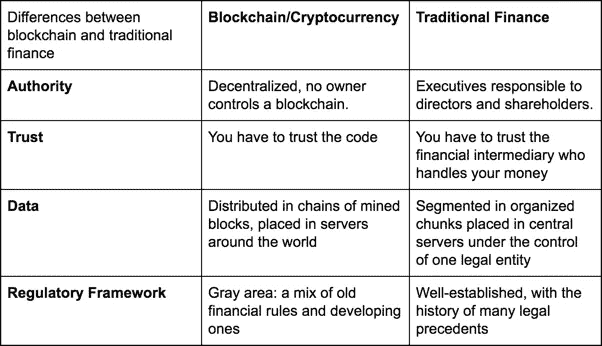 Differences between
blockchain and traditional
finance
Blockchain/Cryptocurrency
Traditional Finance
Authority
Decentralized, no owner
controls a blockchain.
Executives responsible to
directors and shareholders.
Trust
You have to trust the code
You have to trust the
financial intermediary who
handles your money
Data
Distributed in chains of mined
blocks, placed in servers
around the world
Segmented in organized
chunks placed in central
servers under the control
of one legal entity
Regulatory Framework
Gray area: a mix of old
financial rules and developing
ones
Well-established, with the
history of many legal
precedents